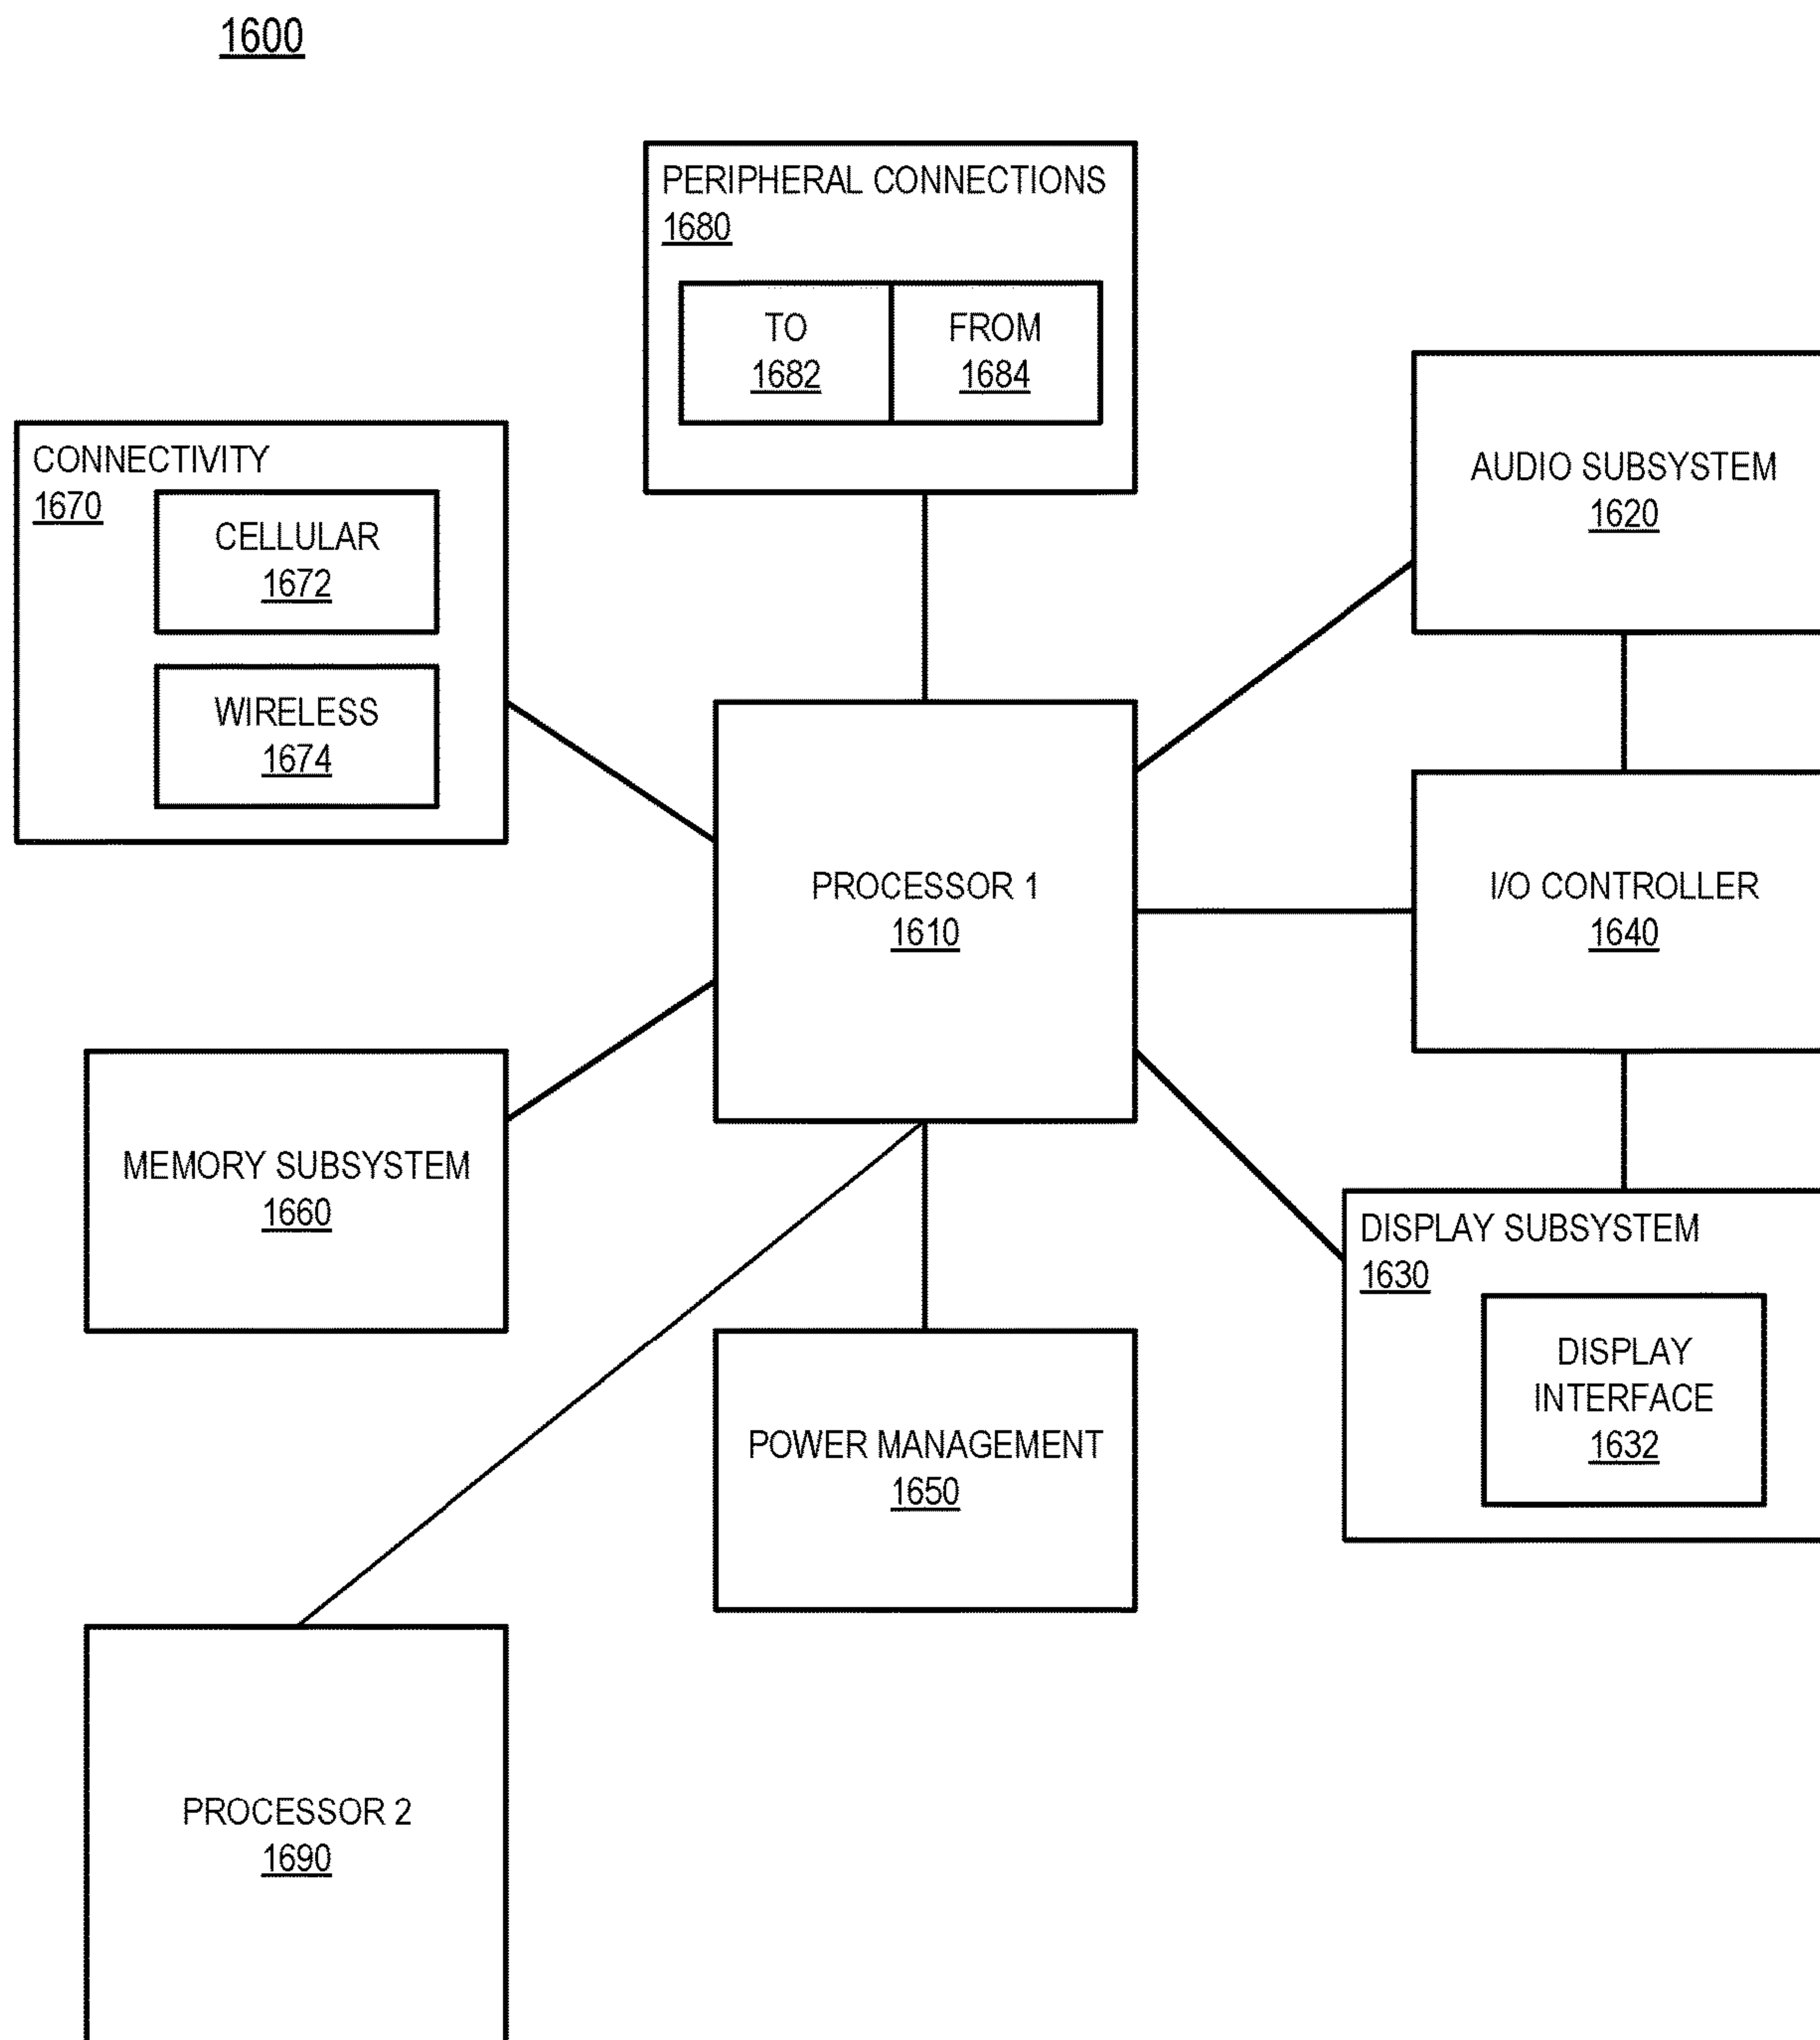 1600
PERIPHERAL CONNECTIONS
1680
TO
1682
FROM
1684
AUDIO SUBSYSTEM
1620
CONNECTIVITY
1670
CELLULAR
1672
WIRELESS
1674
PROCESSOR 1
1610
I/O CONTROLLER
1640
MEMORY SUBSYSTEM
1660
DISPLAY SUBSYSTEM
1630
DISPLAY
INTERFACE
1632
POWER MANAGEMENT
1650
PROCESSOR 2
1690